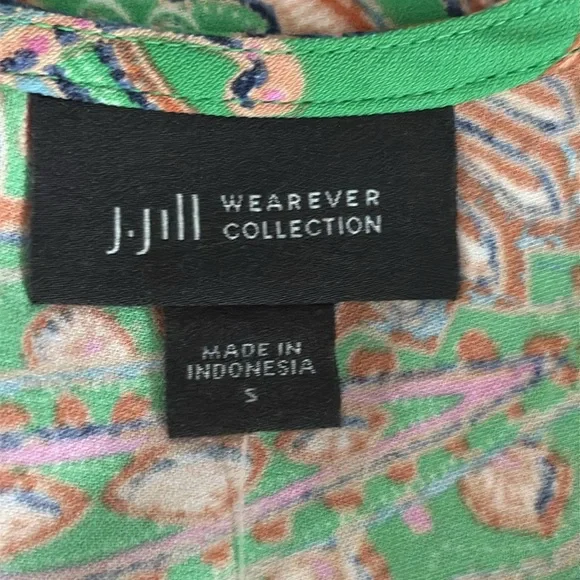 J.Jill WEAREVER
COLLECTION
MADE IN
INDONESIA
S